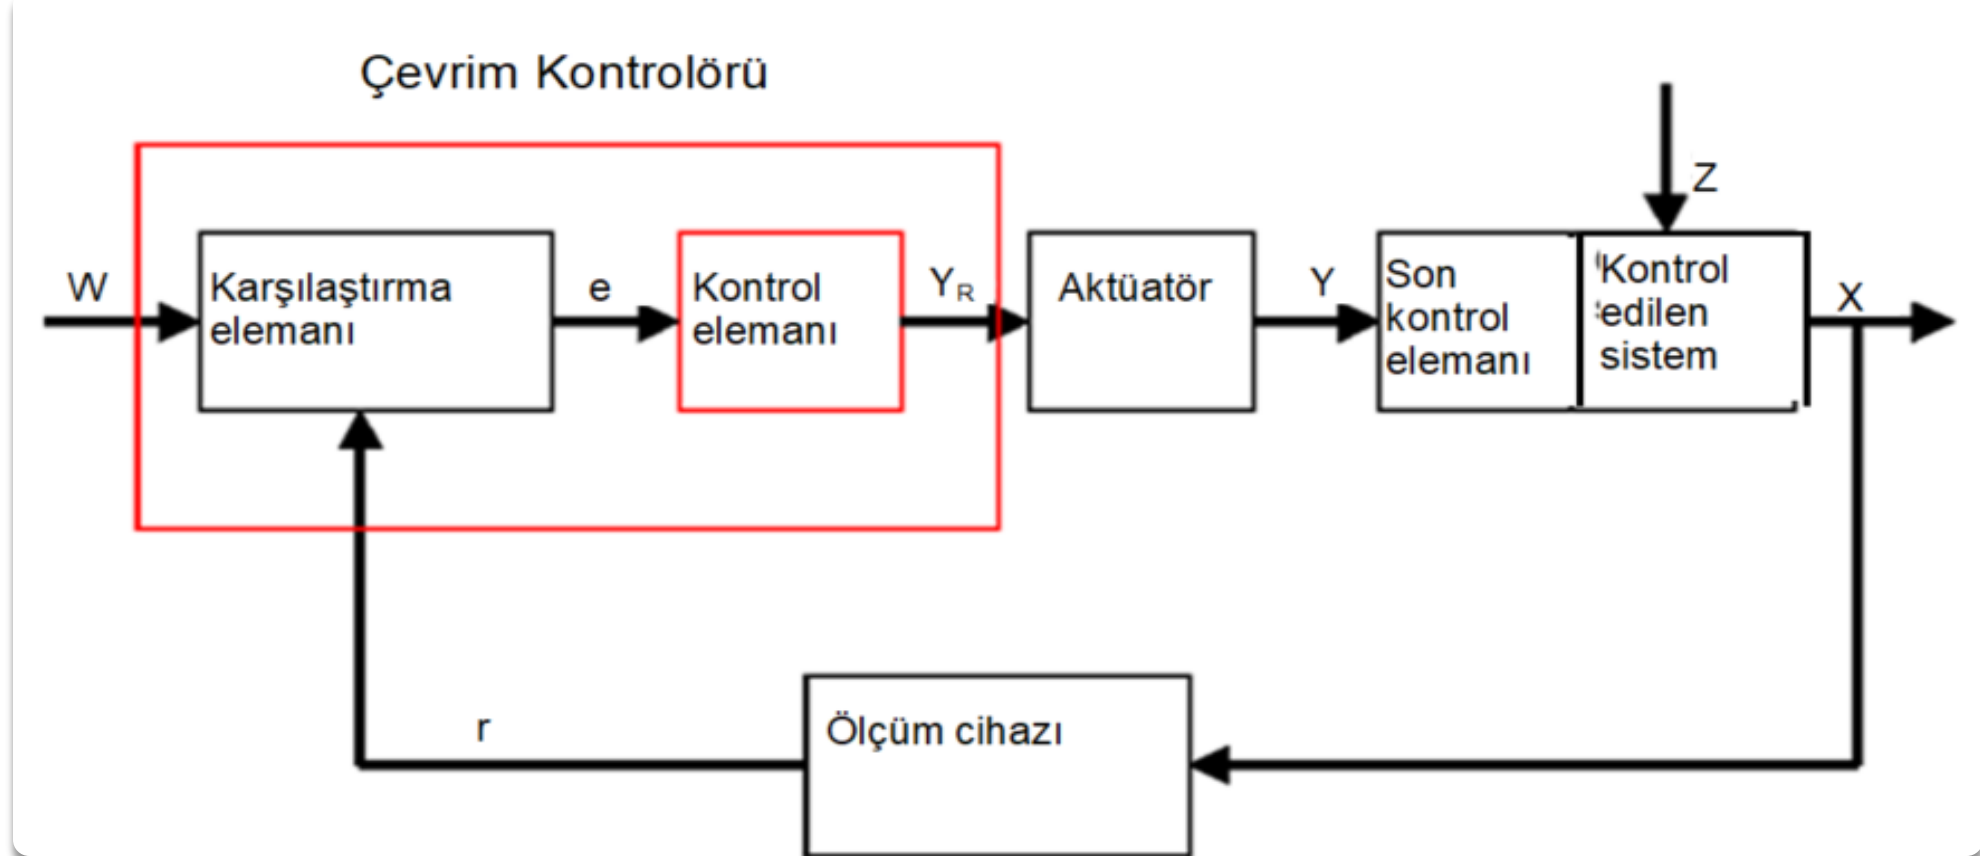 Çevrim Kontrolörü
Z
W
Karşılaştırma
elemanı
e
Kontrol
elemanı
YR
Aktüatör
Y
Son
kontrol
elemanı
Kontrol
edilen
sistem
X
r
Ölçüm cihazı